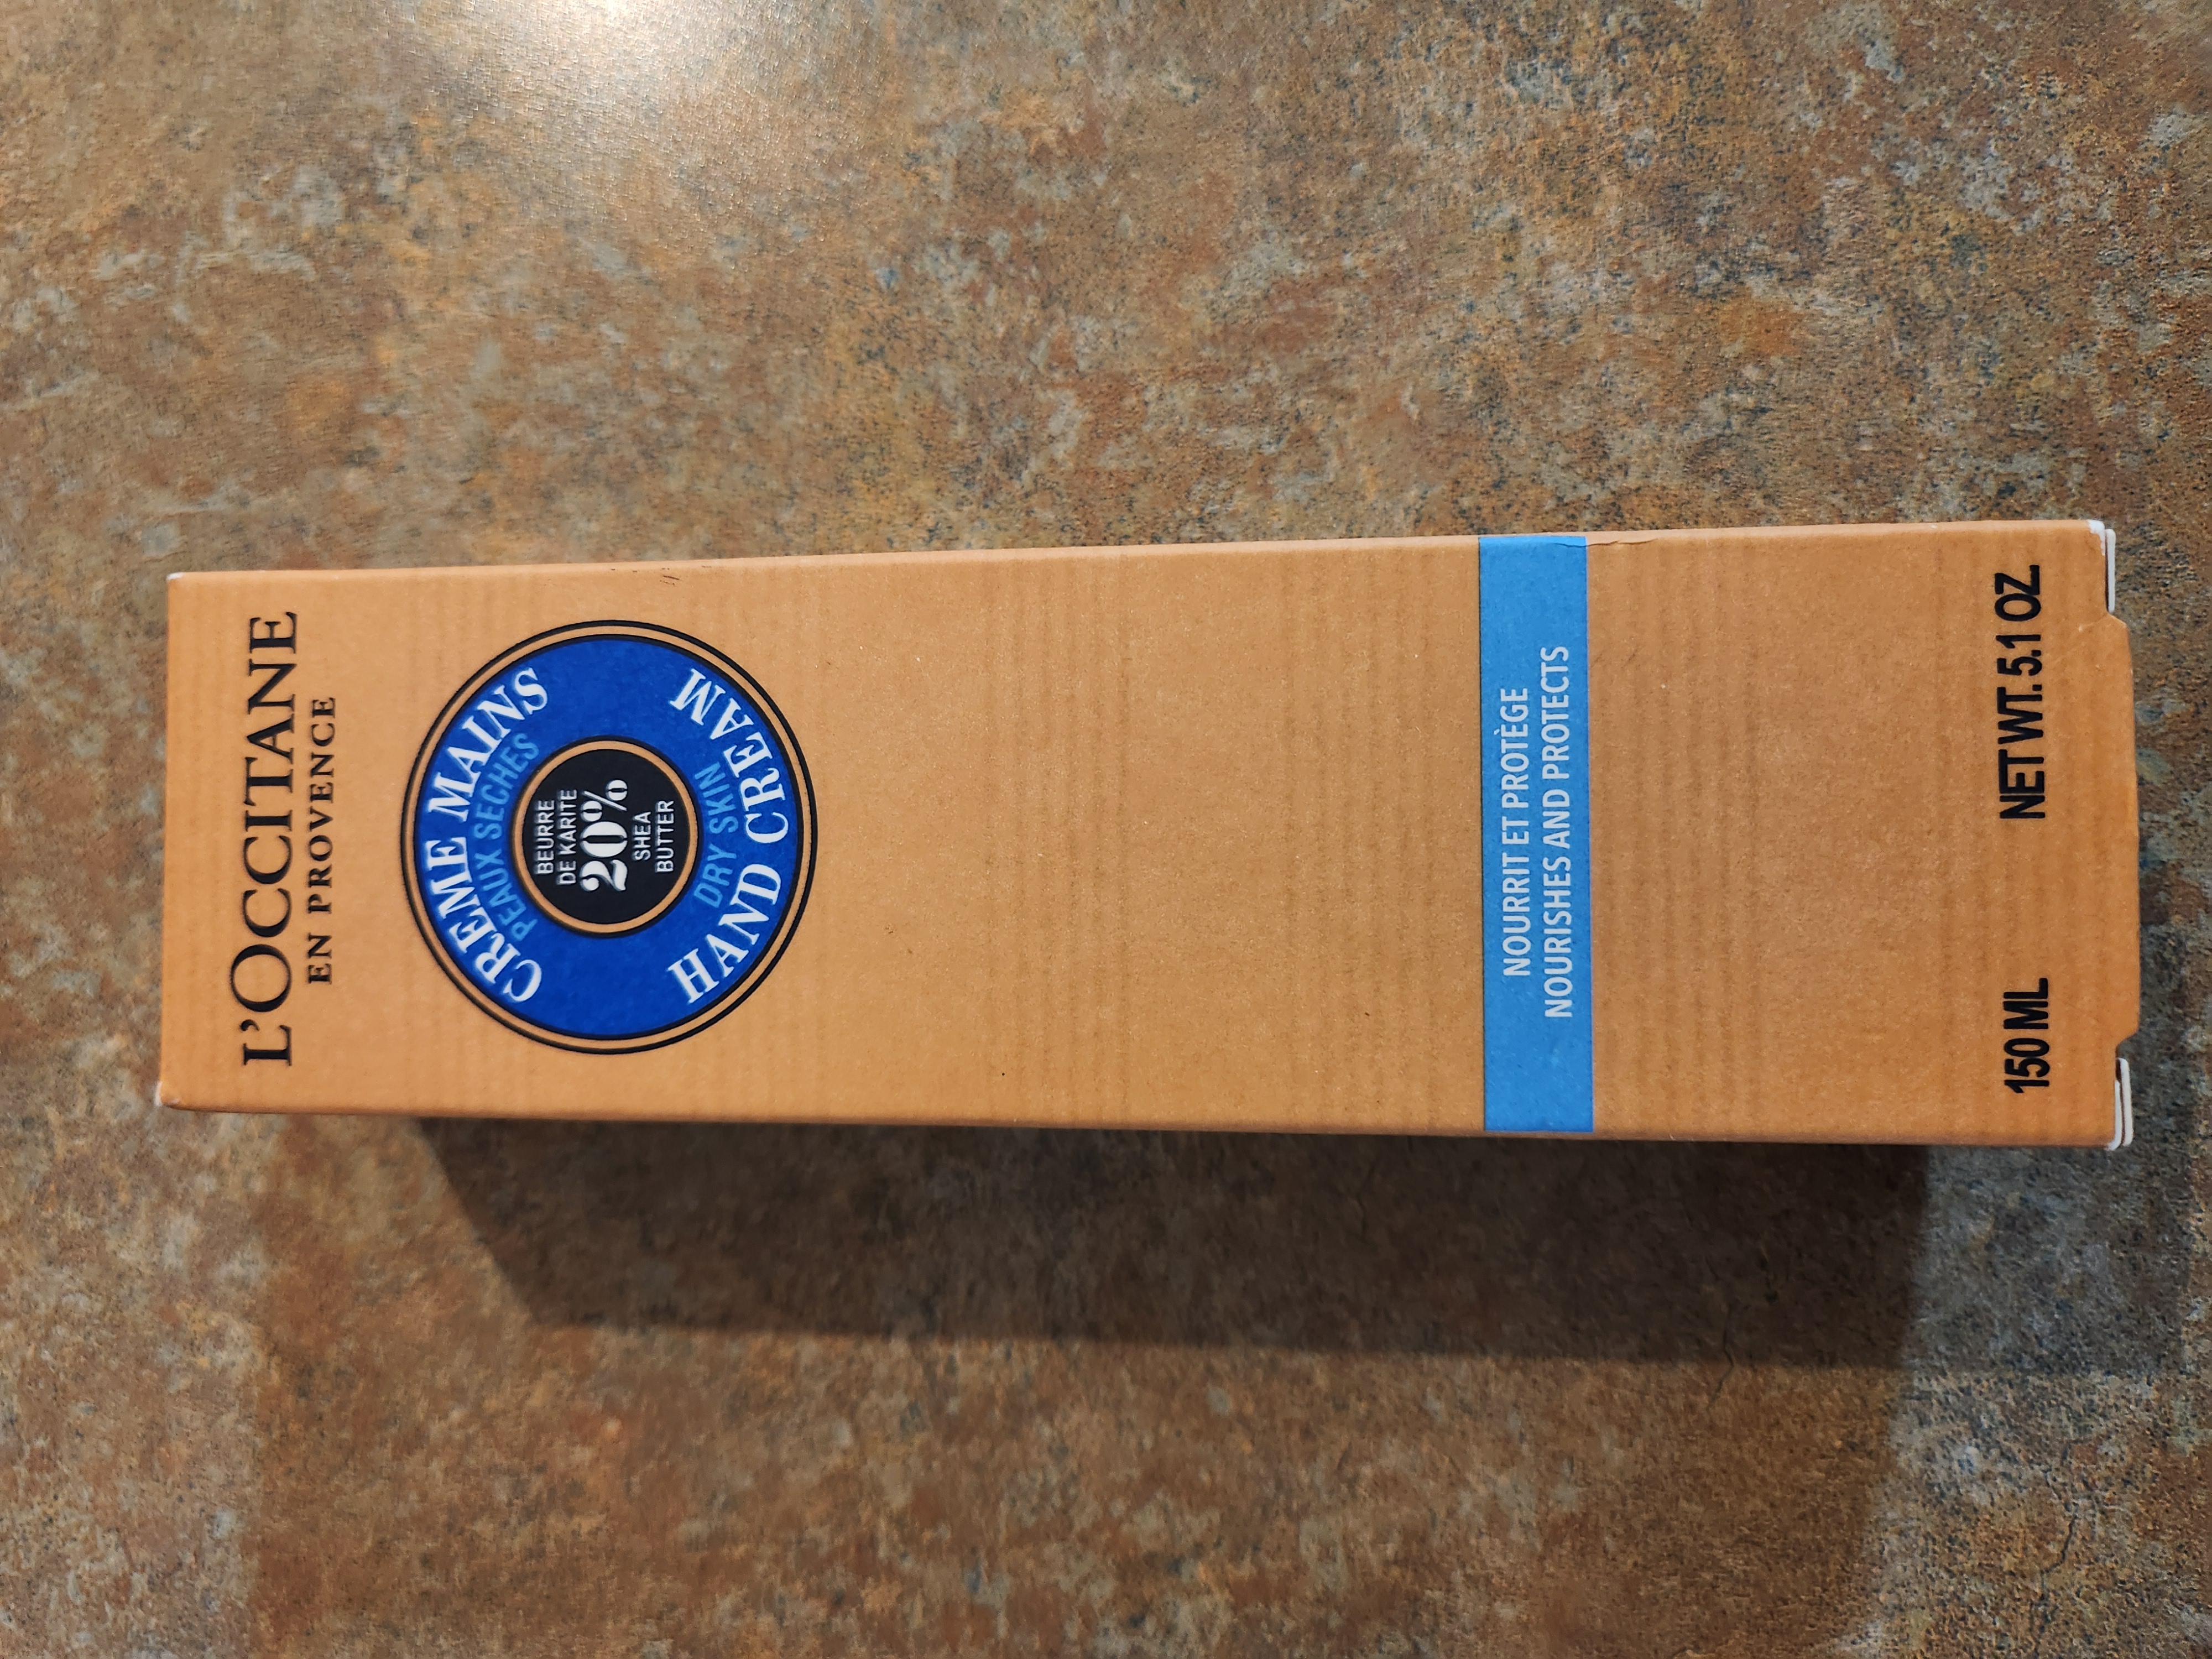 L'OCCITANE
EN PROVENCE
CREME MAINS
PEAUX SECHES
BEURRE
DE KARITE
20%
SHEA
BUTTER
DRY SKIN
HAND CREAM
NOURRIT ET PROTÈGE
NOURISHES AND PROTECTS
150 ML NET WT. 5.1 OZ